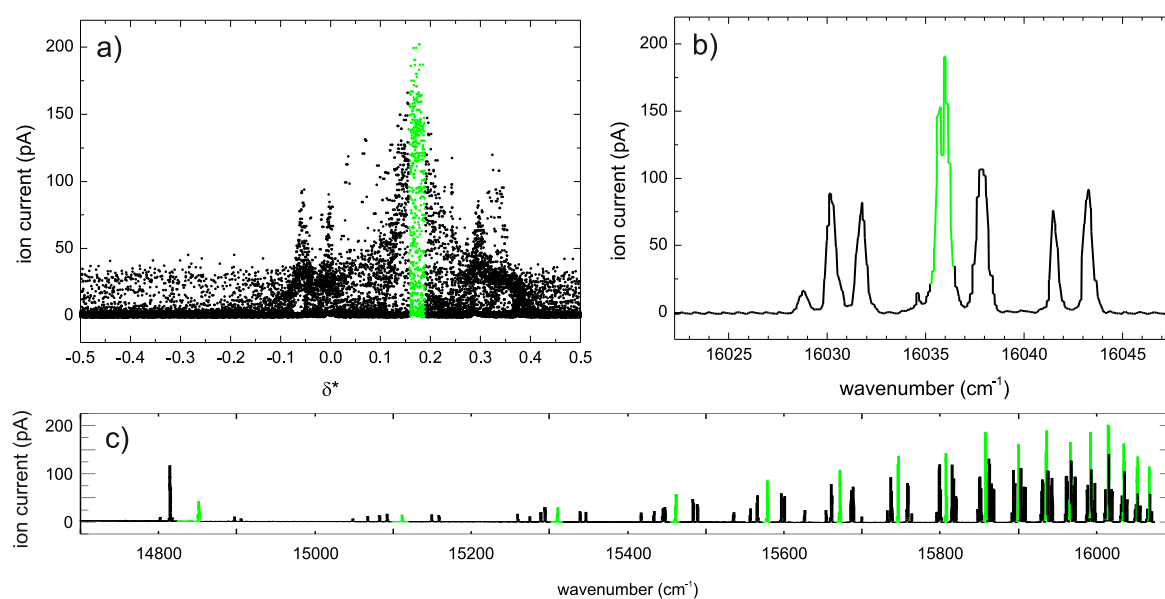 a)
ion current (pA)
200
150
100
50
0
-0.5 -0.4 -0.3 -0.2 -0.1 0.0 0.1 0.2 0.3 0.4 0.5
δ*
b)
ion current (pA)
200
150
100
50
0
16025 16030 16035 16040 16045
wavenumber (cm⁻¹)
c)
ion current (pA)
200
100
0
14800 15000 15200 15400 15600 15800 16000
wavenumber (cm⁻¹)